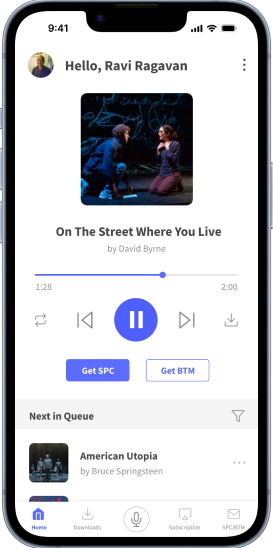 9:41
Hello, Ravi Ragavan
On The Street Where You Live
by David Byrne
1:28 2:00
Get SPC Get BTM
Next in Queue
American Utopia
by Bruce Springsteen
Home Downloads Subscription SPC/BTM